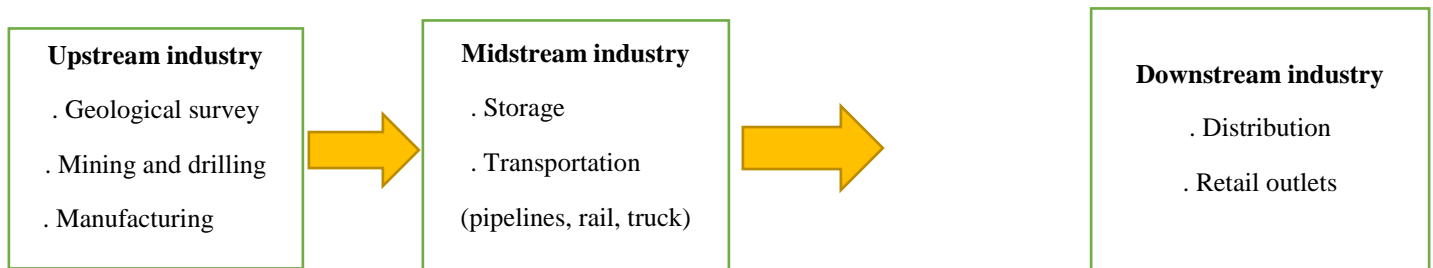 Upstream industry
. Geological survey
. Mining and drilling
. Manufacturing
Midstream industry
. Storage
. Transportation
(pipelines, rail, truck)
Downstream industry
. Distribution
. Retail outlets